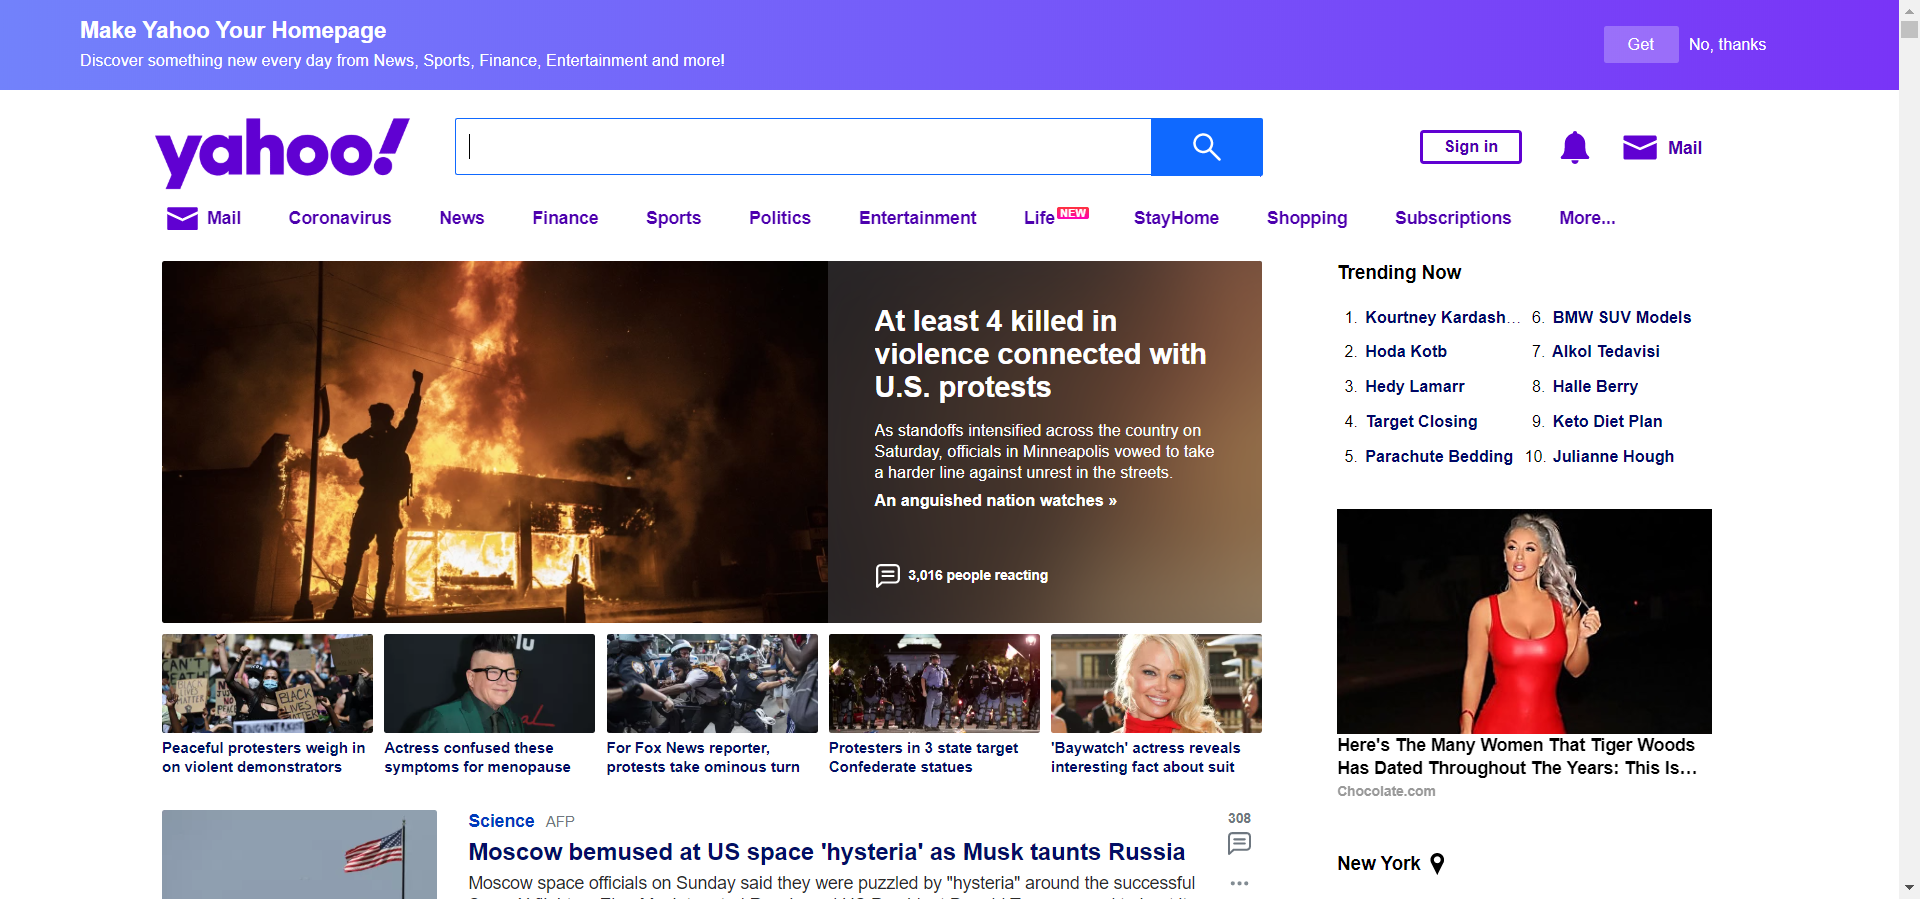 Make Yahoo Your Homepage
Discover something new every day from News, Sports, Finance, Entertainment and more!
Get
No, thanks
yahoo!
Sign in
Mail
Mail
Coronavirus
News
Finance
Sports
Politics
Entertainment
Life NEW
StayHome
Shopping
Subscriptions
More...
At least 4 killed in
violence connected with
U.S. protests
As standoffs intensified across the country on
Saturday, officials in Minneapolis vowed to take
a harder line against unrest in the streets.
An anguished nation watches »
3,016 people reacting
Peaceful protesters weigh in
on violent demonstrators
Actress confused these
symptoms for menopause
For Fox News reporter,
protests take ominous turn
Protesters in 3 state target
Confederate statues
'Baywatch' actress reveals
interesting fact about suit
Science AFP
Moscow bemused at US space 'hysteria' as Musk taunts Russia
Moscow space officials on Sunday said they were puzzled by "hysteria" around the successful
308
Trending Now
1. Kourtney Kardash...
2. Hoda Kotb
3. Hedy Lamarr
4. Target Closing
5. Parachute Bedding
6. BMW SUV Models
7. Alkol Tedavisi
8. Halle Berry
9. Keto Diet Plan
10. Julianne Hough
Here's The Many Women That Tiger Woods
Has Dated Throughout The Years: This Is...
Chocolate.com
New York